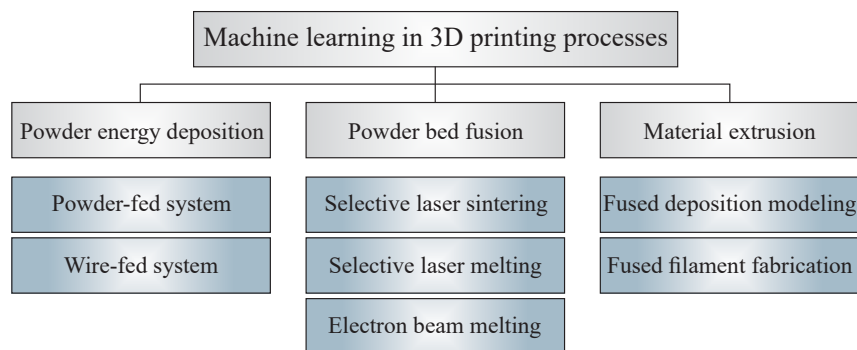 Machine learning in 3D printing processes
Powder energy deposition
Powder-fed system
Wire-fed system
Powder bed fusion
Selective laser sintering
Selective laser melting
Electron beam melting
Material extrusion
Fused deposition modeling
Fused filament fabrication